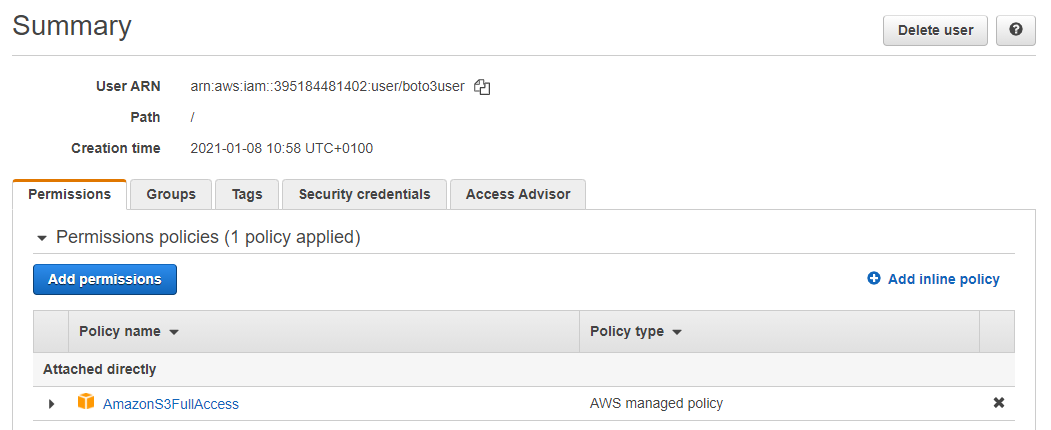 Summary
Delete user
User ARN arn:aws:iam::395184481402:user/boto3user
Path /
Creation time 2021-01-08 10:58 UTC+0100
Permissions Groups Tags Security credentials Access Advisor
Permissions policies (1 policy applied)
Add permissions Add inline policy
Policy name Policy type
Attached directly
AmazonS3FullAccess AWS managed policy